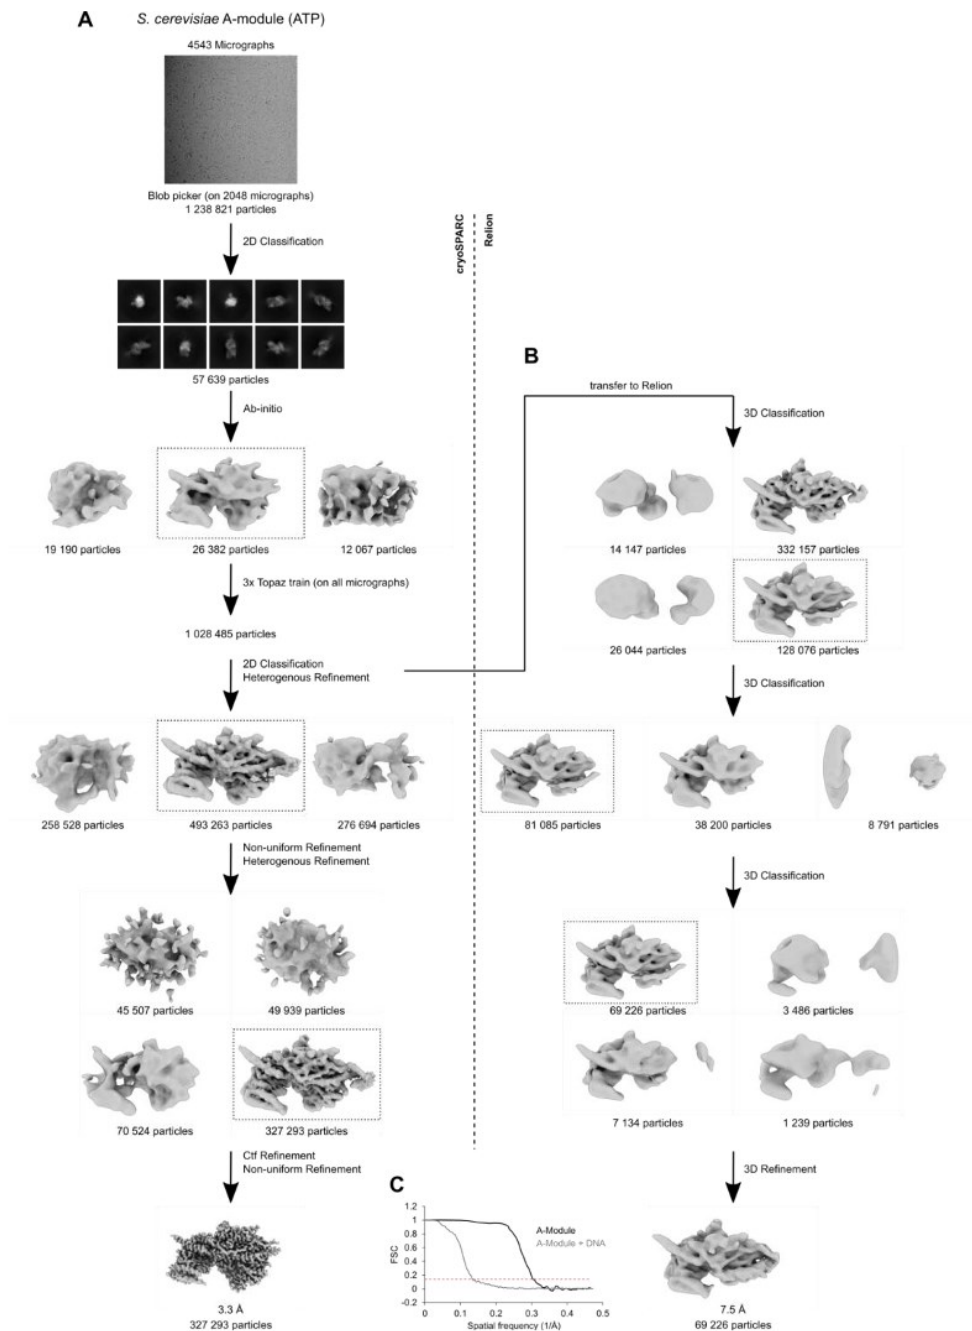 A
S. cerevisiae A-module (ATP)
4543 Micrographs
Blob picker (on 2048 micrographs)
1 238 821 particles
2D Classification
57 639 particles
Ab-initio
19 190 particles
26 382 particles
12 067 particles
3x Topaz train (on all micrographs)
1 028 485 particles
2D Classification
Heterogenous Refinement
258 528 particles
493 263 particles
276 694 particles
Non-uniform Refinement
Heterogenous Refinement
45 507 particles
49 939 particles
70 524 particles
327 293 particles
Ctf Refinement
Non-uniform Refinement
3.3 Å
327 293 particles
cryoSPARC
Relion
B
transfer to Relion
3D Classification
14 147 particles
332 157 particles
26 044 particles
128 076 particles
3D Classification
81 085 particles
38 200 particles
8 791 particles
3D Classification
69 226 particles
3 486 particles
7 134 particles
1 239 particles
3D Refinement
7.5 Å
69 226 particles
C
A-Module
A-Module + DNA
FSC
1.2
1
0.8
0.6
0.4
0.2
0
-0.2
0
0.1
0.2
0.3
0.4
0.5
Spatial frequency (1/Å)